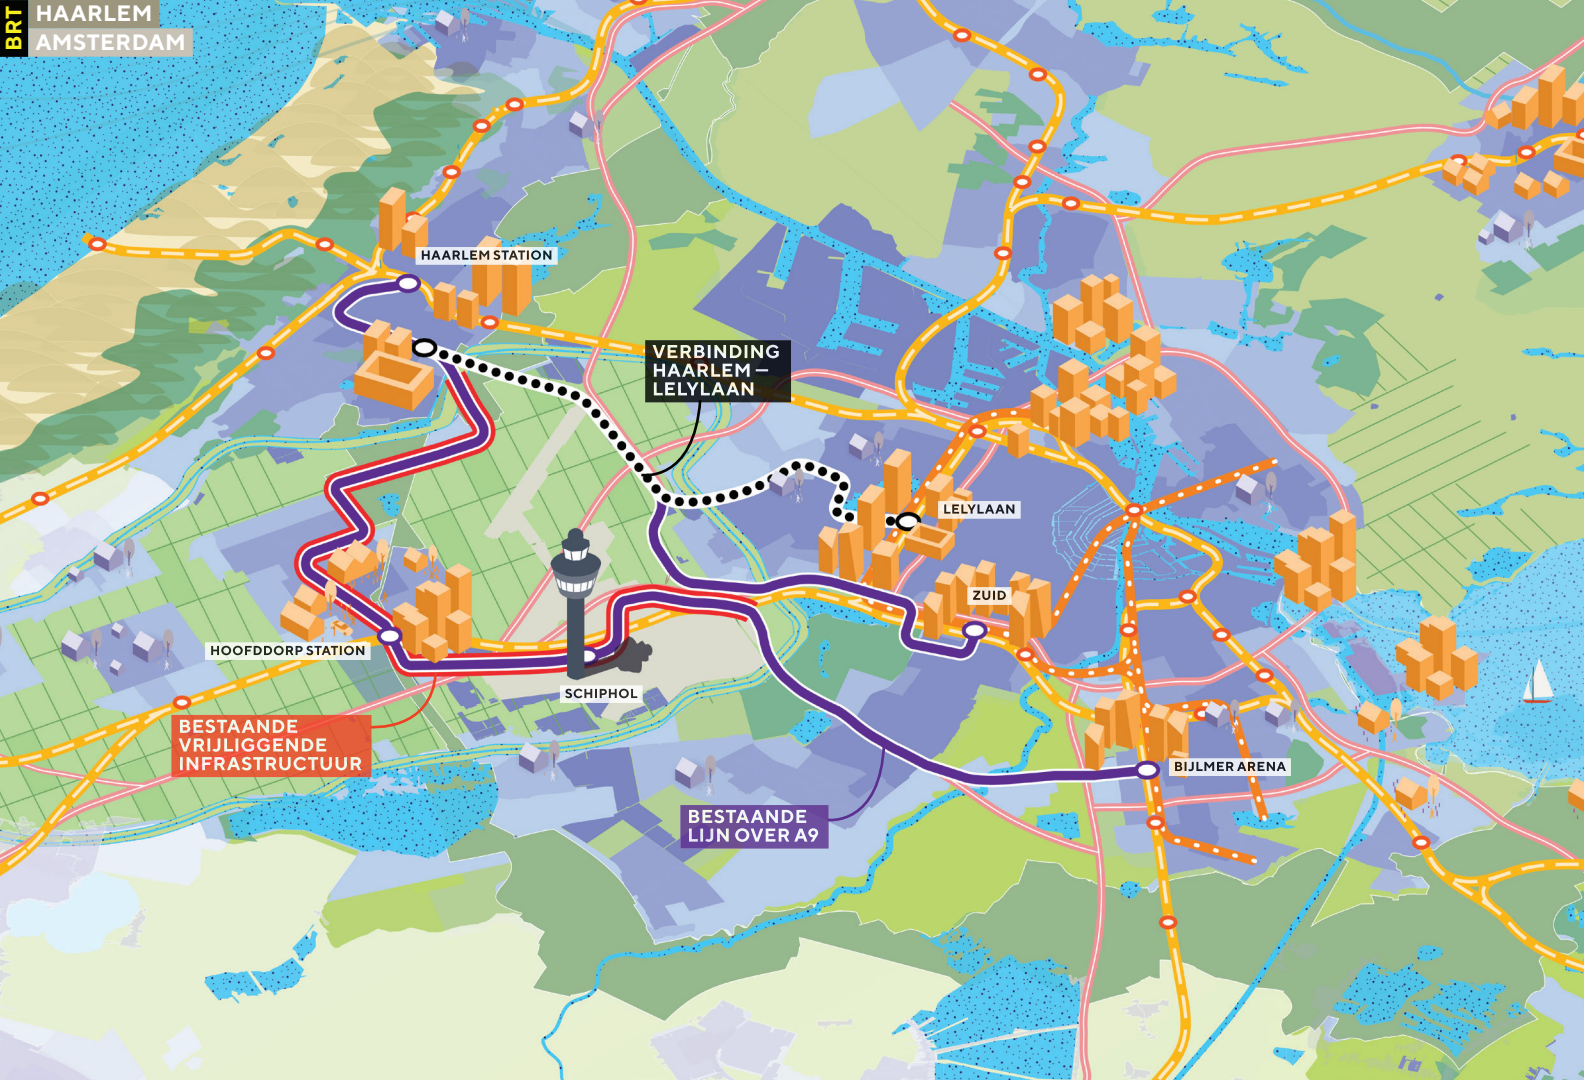 BRT
HAARLEM
AMSTERDAM
HAARLEM STATION
VERBINDING
HAARLEM –
LELYLAAN
LELYLAAN
ZUID
HOOFDDORP STATION
SCHIPHOL
BESTAANDE
VRIJLIGGENDE
INFRASTRUCTUUR
BIJLMER ARENA
BESTAANDE
LIJN OVER A9